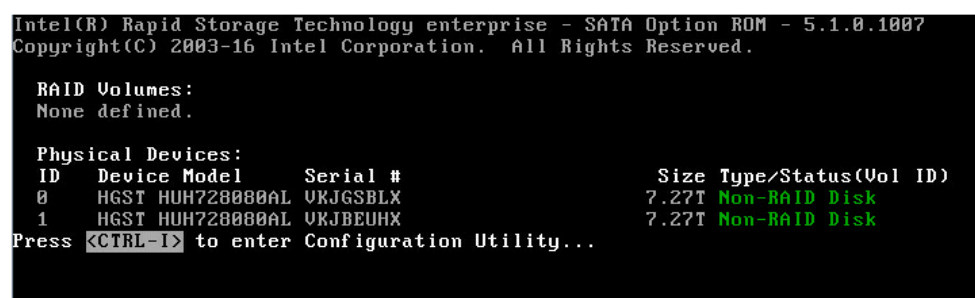 Intel(R) Rapid Storage Technology enterprise - SATA Option ROM - 5.1.0.1007
Copyright(C) 2003-16 Intel Corporation.  All Rights Reserved.
RAID Volumes:
None defined.
Physical Devices:
ID   Device Model     Serial #                        Size Type/Status(Vol ID)
0    HGST HUH728080AL VKJGSBLX                       7.27T Non-RAID Disk
1    HGST HUH728080AL VKJBEUHX                       7.27T Non-RAID Disk
Press <CTRL-I> to enter Configuration Utility...